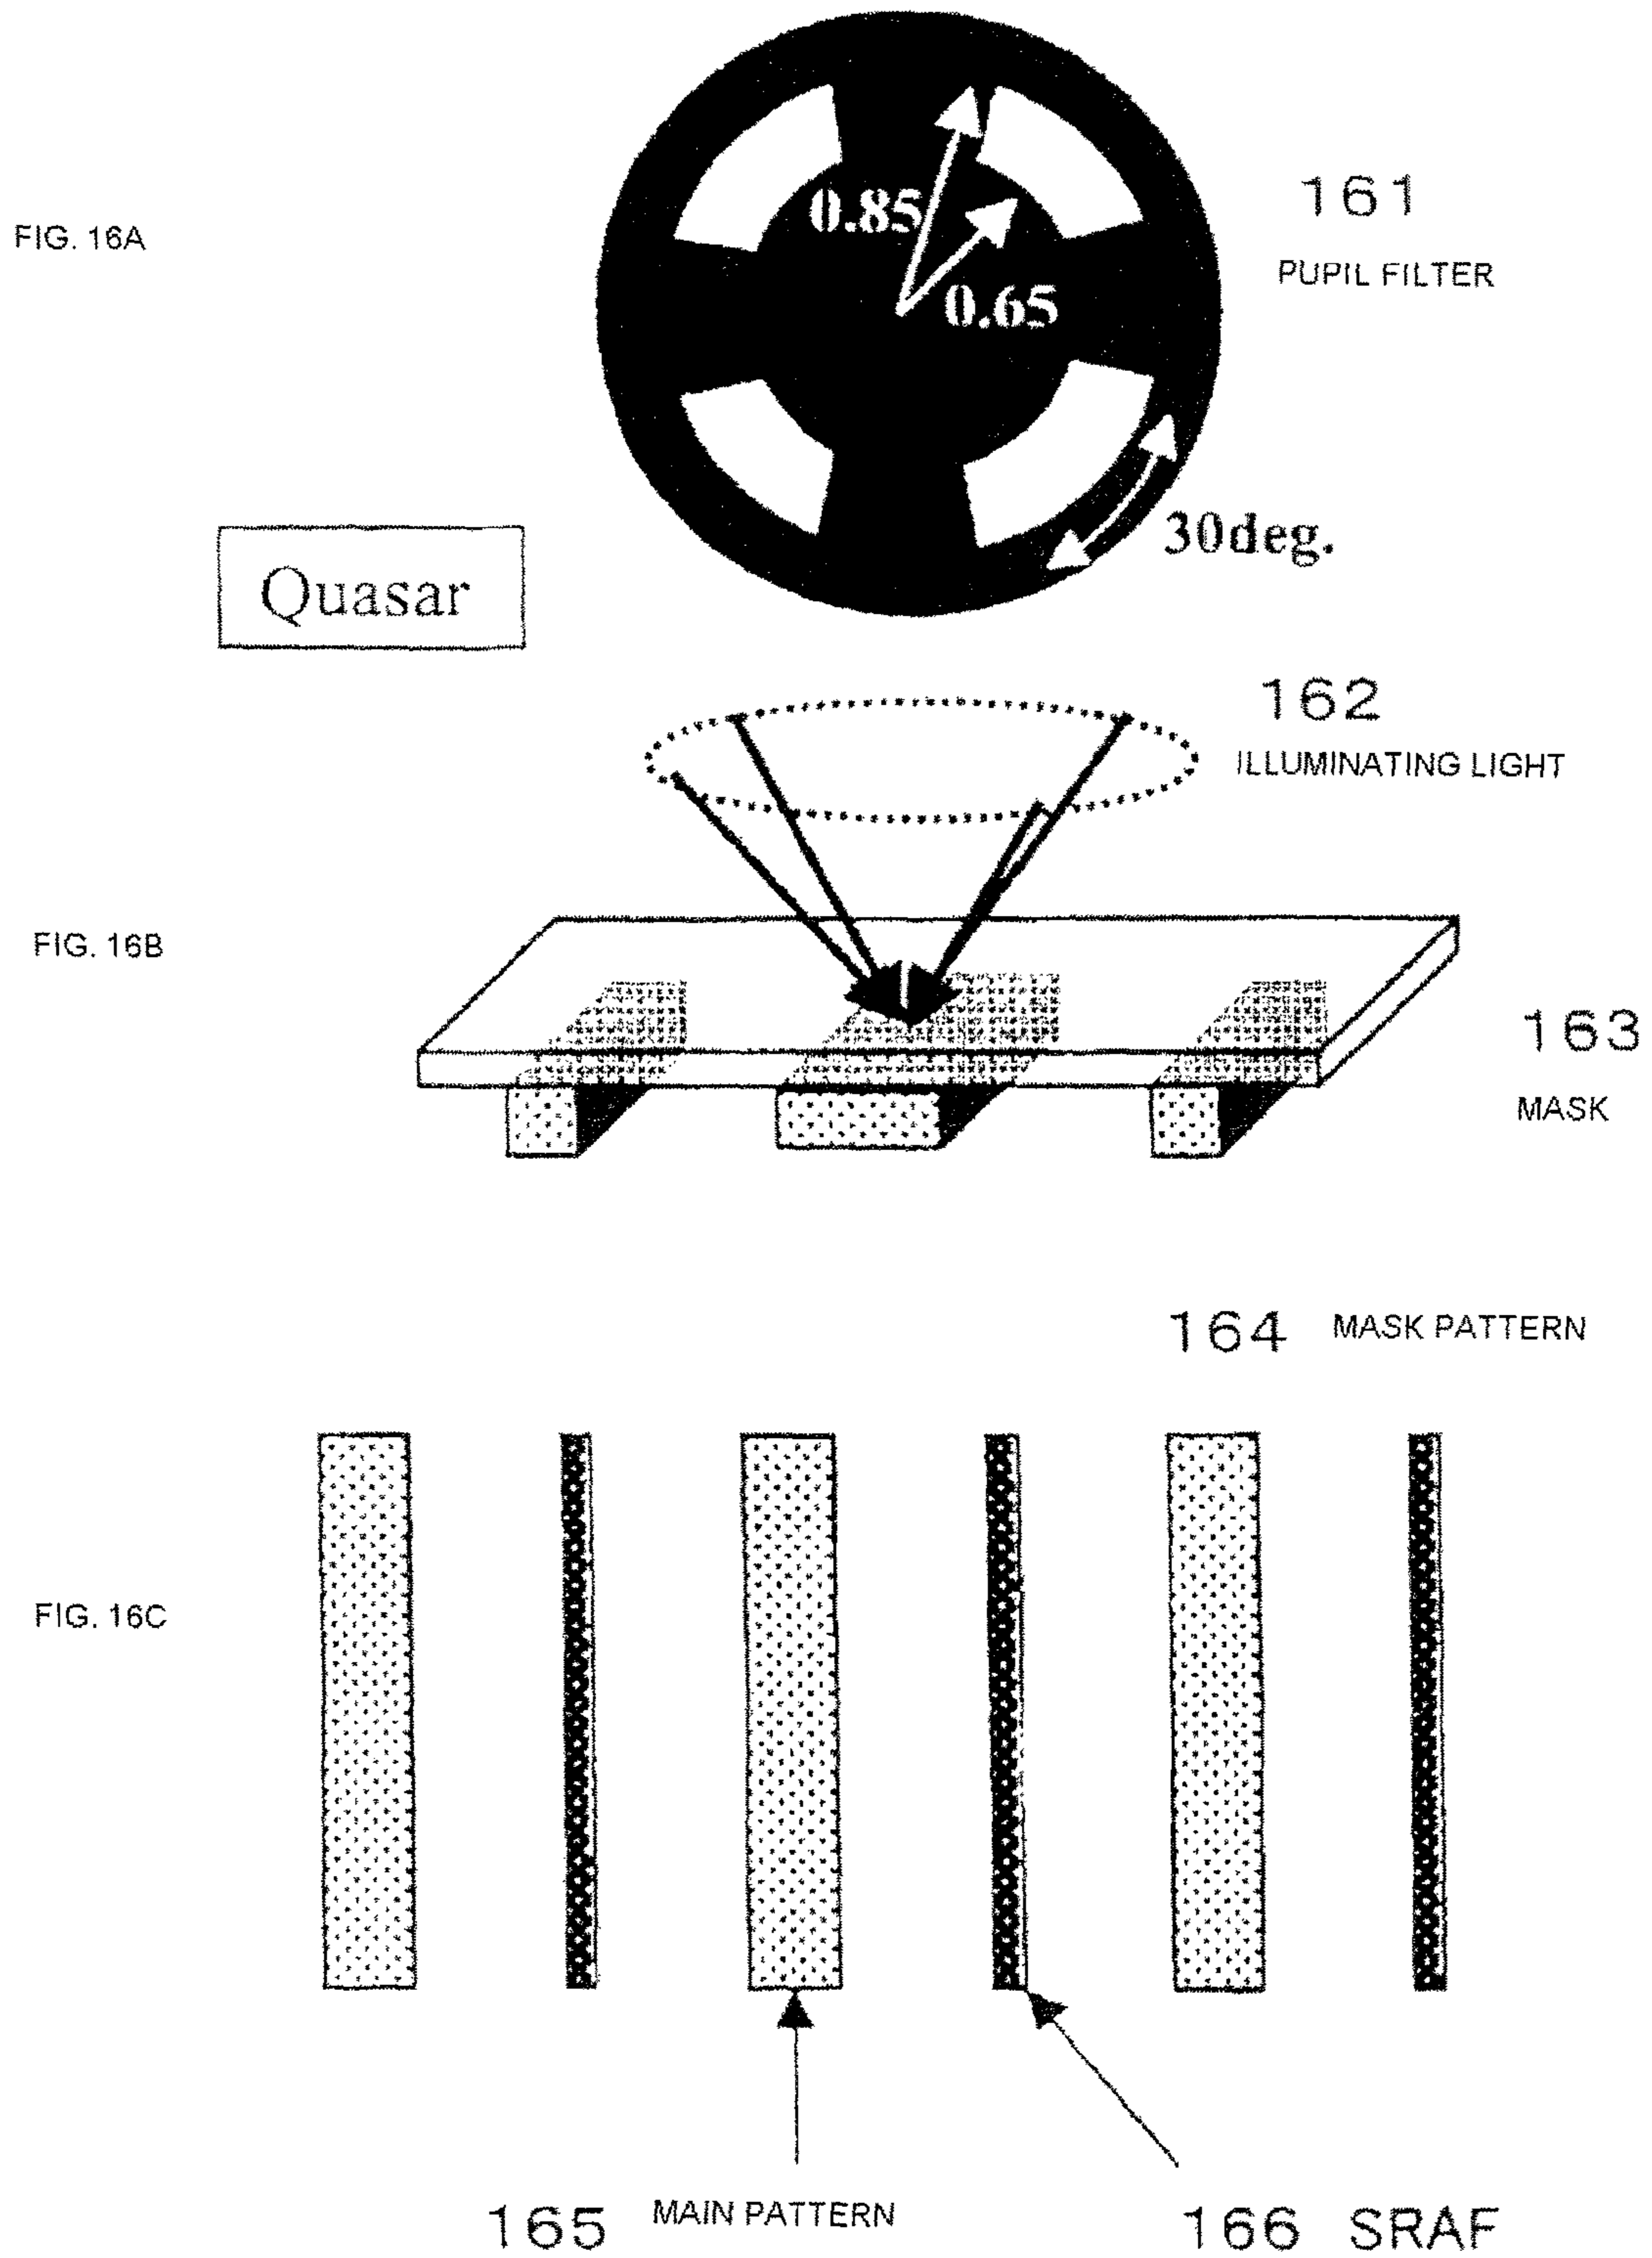 161
0.85
FIG. 16A
PUPIL FILTER
0.65
30deg.
Quasar
162
ILLUMINATING LIGHT
FIG. 16B
163
MASK
164 MASK PATTERN
FIG. 16C
165 MAIN PATTERN
166 SRAF